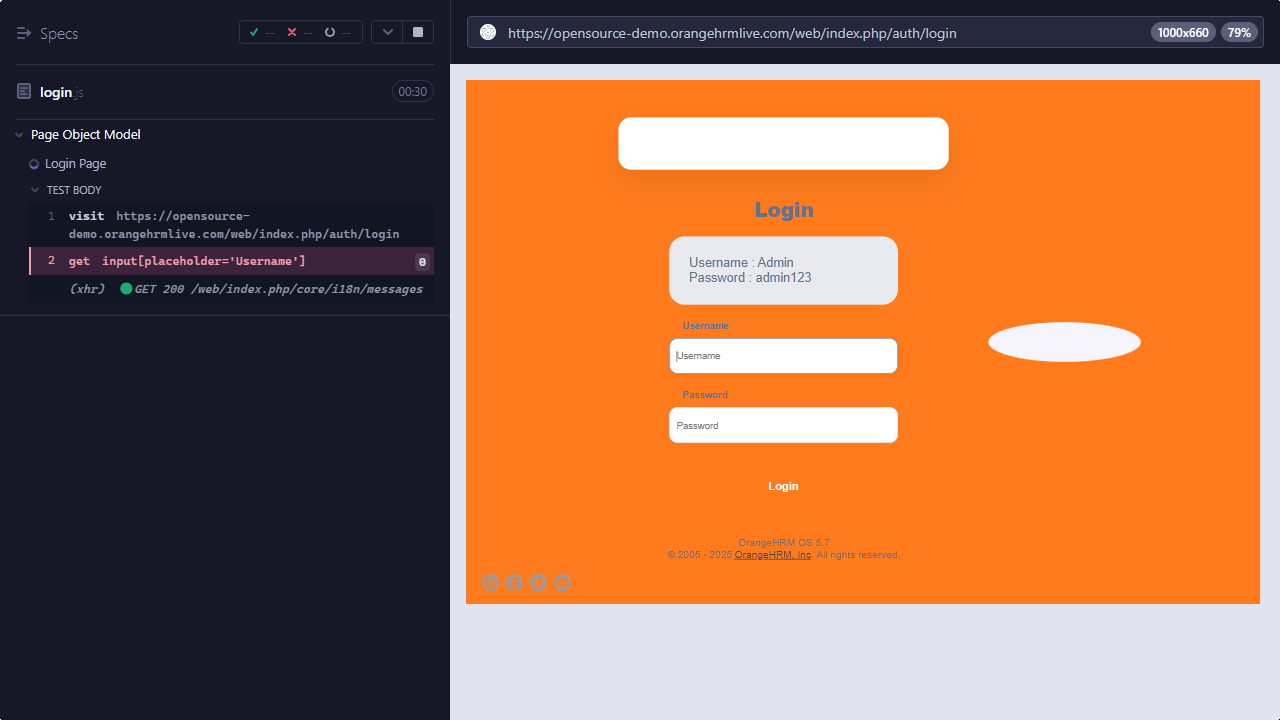 Specs
-- -- --
login.js
00:30
Page Object Model
Login Page
TEST BODY
1 visit https://opensource-
demo.orangehrmlive.com/web/index.php/auth/login
2 get input[placeholder='Username'] 0
(xhr) GET 200 /web/index.php/core/i18n/messages
https://opensource-demo.orangehrmlive.com/web/index.php/auth/login
1000x660 79%
Login
Username : Admin
Password : admin123
Username
Username
Password
Password
Login
OrangeHRM OS 5.7
© 2005 - 2025 OrangeHRM, Inc. All rights reserved.